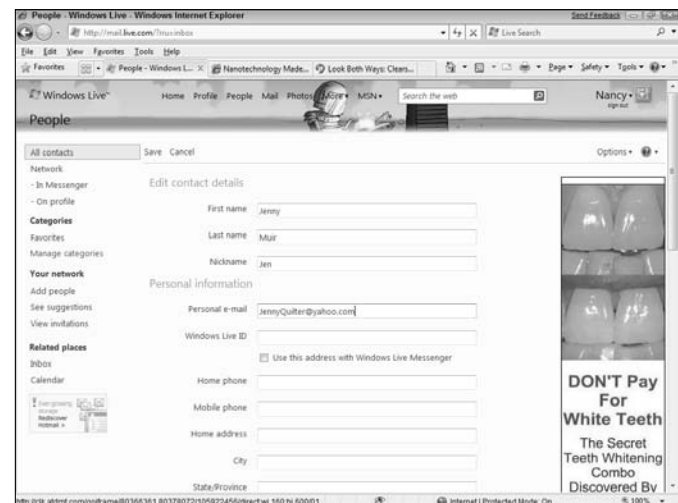 People - Windows Live - Windows Internet Explorer
Send Feedback
http://mail.live.com/?rru=inbox
Live Search
File Edit View Favorites Tools Help
Favorites
People - Windows L...
Nanotechnology Made...
Look Both Ways: Clears...
Page
Safety
Tools
Windows Live
Home Profile People Mail Photos More MSN
Search the web
Nancy
sign out
People
All contacts
Save Cancel
Options
Network
- In Messenger
- On profile
Categories
Favorites
Manage categories
Your network
Add people
See suggestions
View invitations
Related places
Inbox
Calendar
Ever-growing
storage
Rediscover
Hotmail »
Edit contact details
First name
Jenny
Last name
Muir
Nickname
Jen
Personal information
Personal e-mail
JennyQuilter@yahoo.com
Windows Live ID
Use this address with Windows Live Messenger
Home phone
Mobile phone
Home address
City
State/Province
DON'T Pay
For
White Teeth
The Secret
Teeth Whitening
Combo
Discovered By
Internet | Protected Mode: On
100%